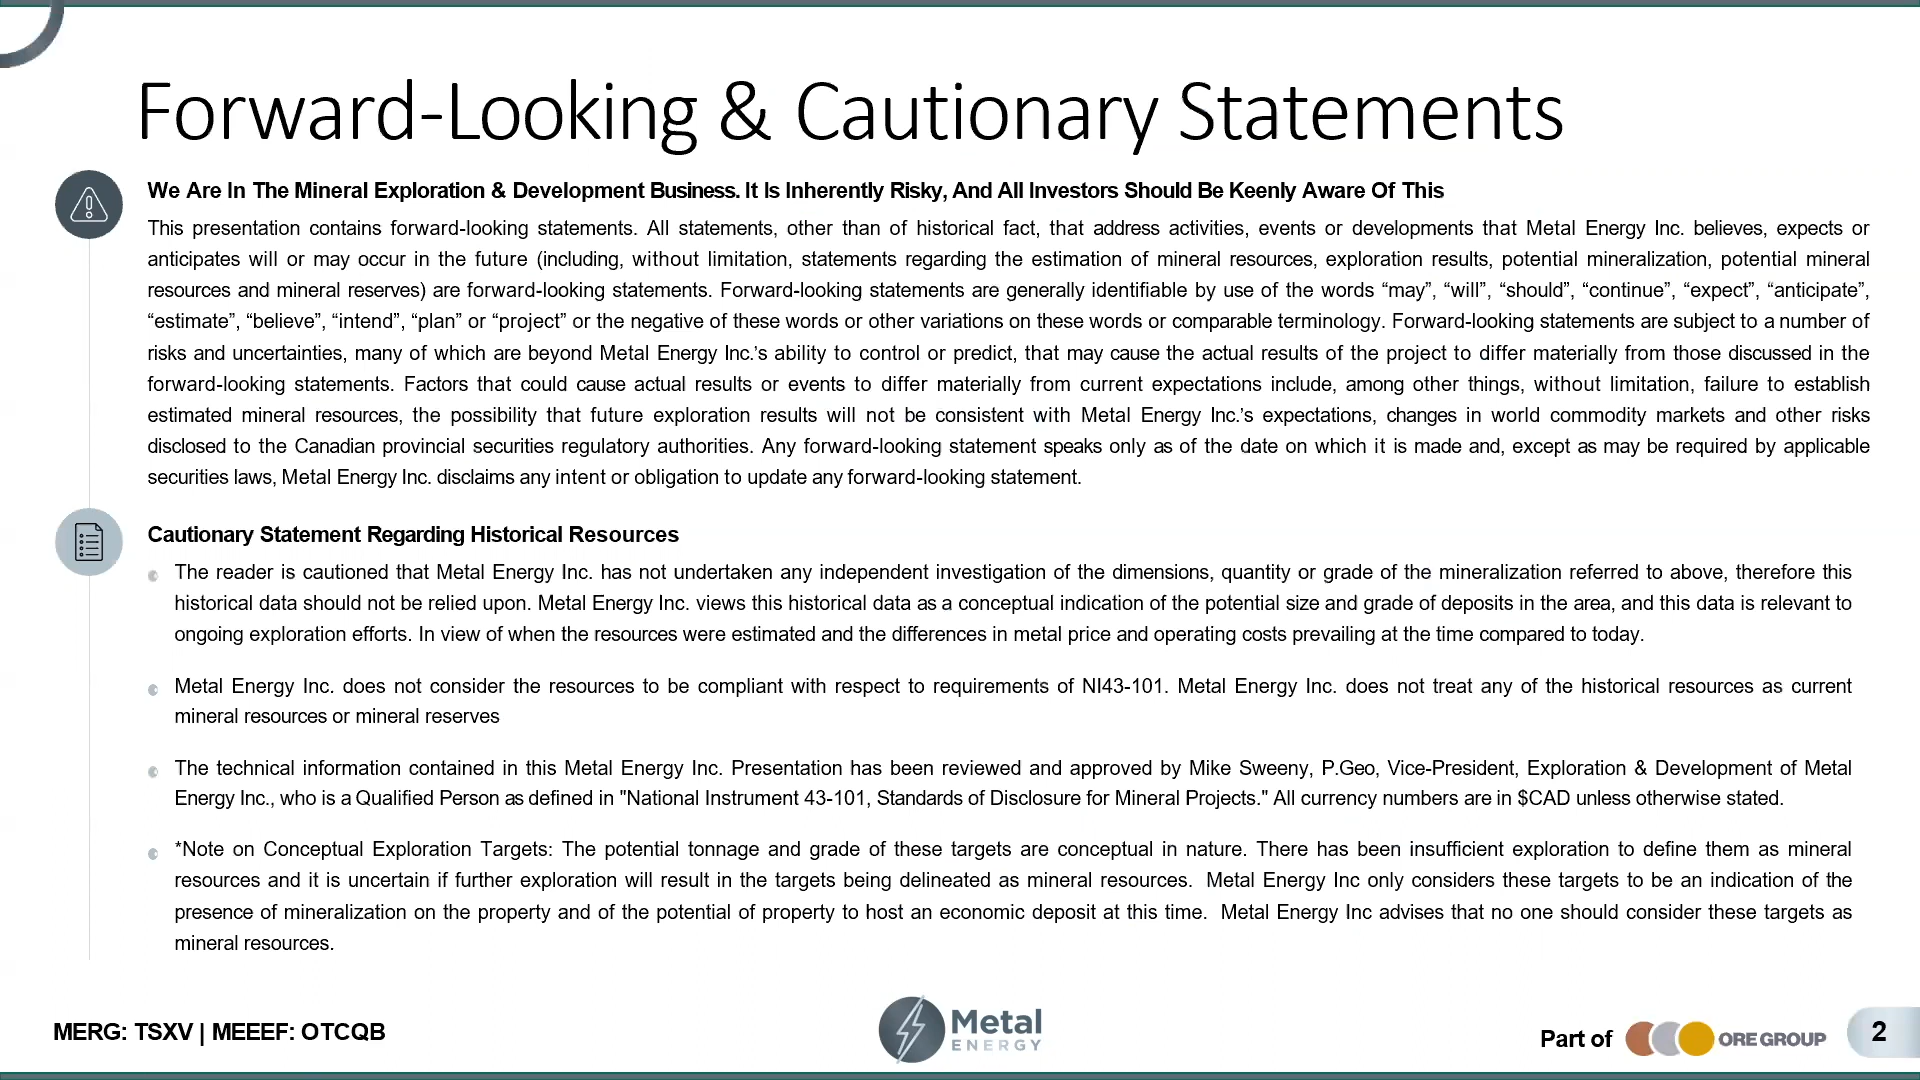 Forward-Looking & Cautionary Statements
We Are In The Mineral Exploration & Development Business. It Is Inherently Risky, And All Investors Should Be Keenly Aware Of This
This presentation contains forward-looking statements. All statements, other than of historical fact, that address activities, events or developments that Metal Energy Inc. believes, expects or
anticipates will or may occur in the future (including, without limitation, statements regarding the estimation of mineral resources, exploration results, potential mineralization, potential mineral
resources and mineral reserves) are forward-looking statements. Forward-looking statements are generally identifiable by use of the words “may”, “will”, “should”, “continue”, “expect”, “anticipate”,
“estimate”, “believe”, “intend”, “plan” or “project” or the negative of these words or other variations on these words or comparable terminology. Forward-looking statements are subject to a number of
risks and uncertainties, many of which are beyond Metal Energy Inc.’s ability to control or predict, that may cause the actual results of the project to differ materially from those discussed in the
forward-looking statements. Factors that could cause actual results or events to differ materially from current expectations include, among other things, without limitation, failure to establish
estimated mineral resources, the possibility that future exploration results will not be consistent with Metal Energy Inc.’s expectations, changes in world commodity markets and other risks
disclosed to the Canadian provincial securities regulatory authorities. Any forward-looking statement speaks only as of the date on which it is made and, except as may be required by applicable
securities laws, Metal Energy Inc. disclaims any intent or obligation to update any forward-looking statement.
Cautionary Statement Regarding Historical Resources
The reader is cautioned that Metal Energy Inc. has not undertaken any independent investigation of the dimensions, quantity or grade of the mineralization referred to above, therefore this
historical data should not be relied upon. Metal Energy Inc. views this historical data as a conceptual indication of the potential size and grade of deposits in the area, and this data is relevant to
ongoing exploration efforts. In view of when the resources were estimated and the differences in metal price and operating costs prevailing at the time compared to today.
Metal Energy Inc. does not consider the resources to be compliant with respect to requirements of NI43-101. Metal Energy Inc. does not treat any of the historical resources as current
mineral resources or mineral reserves
The technical information contained in this Metal Energy Inc. Presentation has been reviewed and approved by Mike Sweeny, P.Geo, Vice-President, Exploration & Development of Metal
Energy Inc., who is a Qualified Person as defined in "National Instrument 43-101, Standards of Disclosure for Mineral Projects." All currency numbers are in $CAD unless otherwise stated.
*Note on Conceptual Exploration Targets: The potential tonnage and grade of these targets are conceptual in nature. There has been insufficient exploration to define them as mineral
resources and it is uncertain if further exploration will result in the targets being delineated as mineral resources. Metal Energy Inc only considers these targets to be an indication of the
presence of mineralization on the property and of the potential of property to host an economic deposit at this time. Metal Energy Inc advises that no one should consider these targets as
mineral resources.
MERG: TSXV | MEEEF: OTCQB
Metal
ENERGY
Part of
ORE GROUP
2